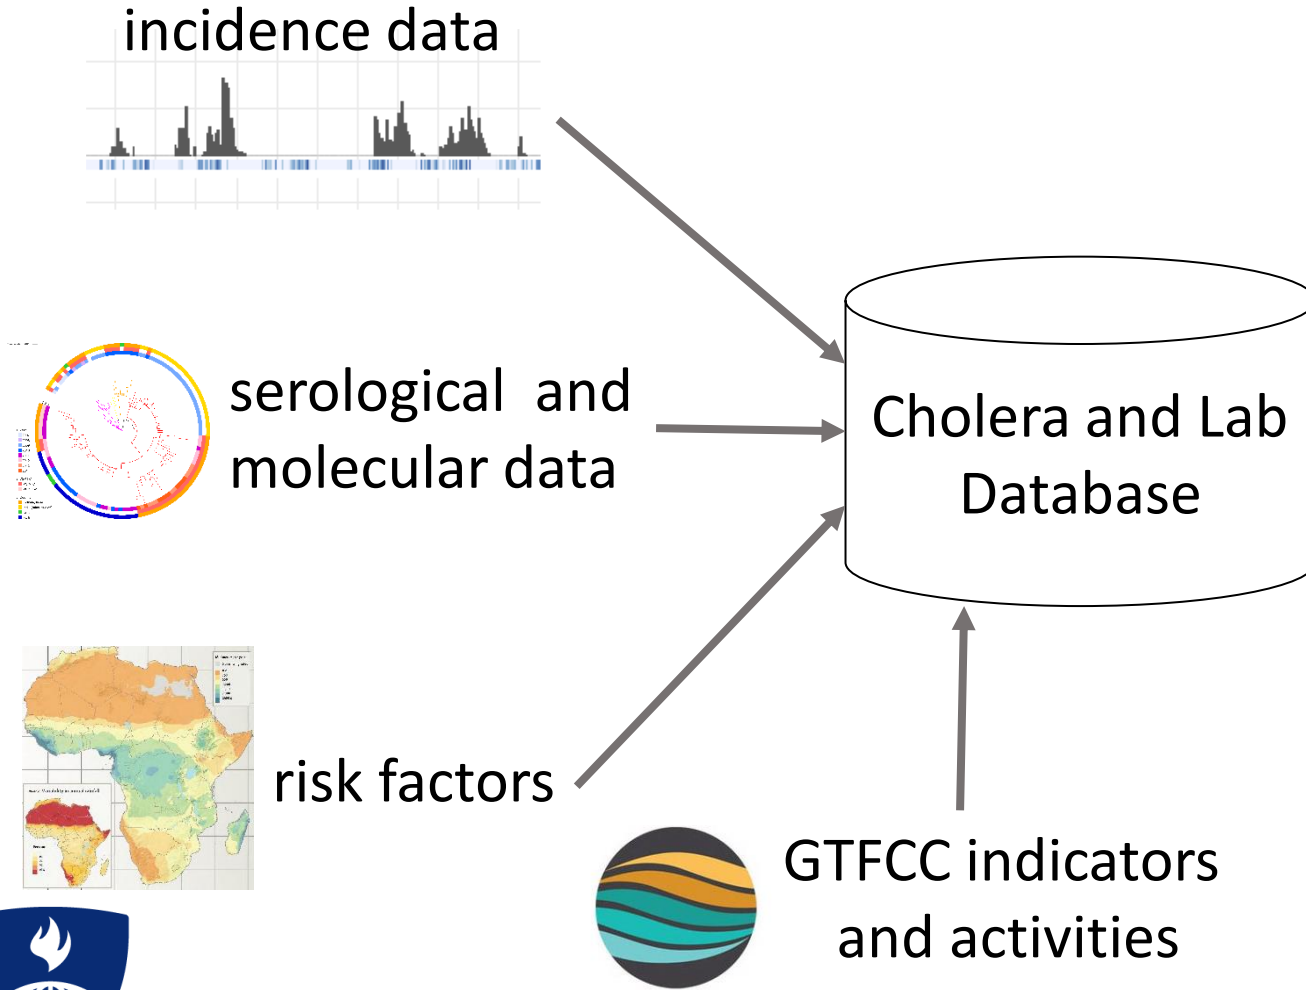 incidence data
serological and
molecular data
Cholera and Lab
Database
risk factors
GTFCC indicators
and activities